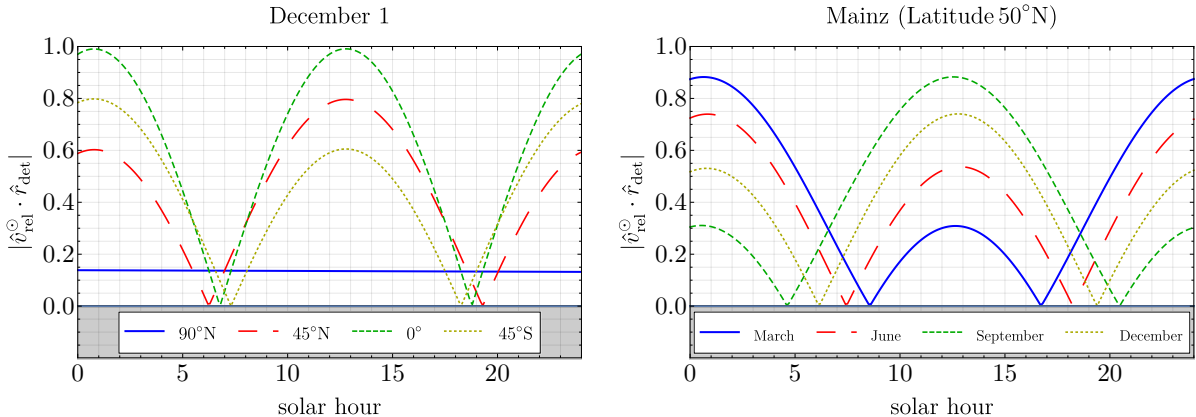 December 1
|v̂⊙rel · r̂det|
1.0
0.8
0.6
0.4
0.2
0.0
90°N 45°N 0° 45°S
0 5 10 15 20
solar hour
Mainz (Latitude 50°N)
|v̂⊙rel · r̂det|
1.0
0.8
0.6
0.4
0.2
0.0
March June September December
0 5 10 15 20
solar hour